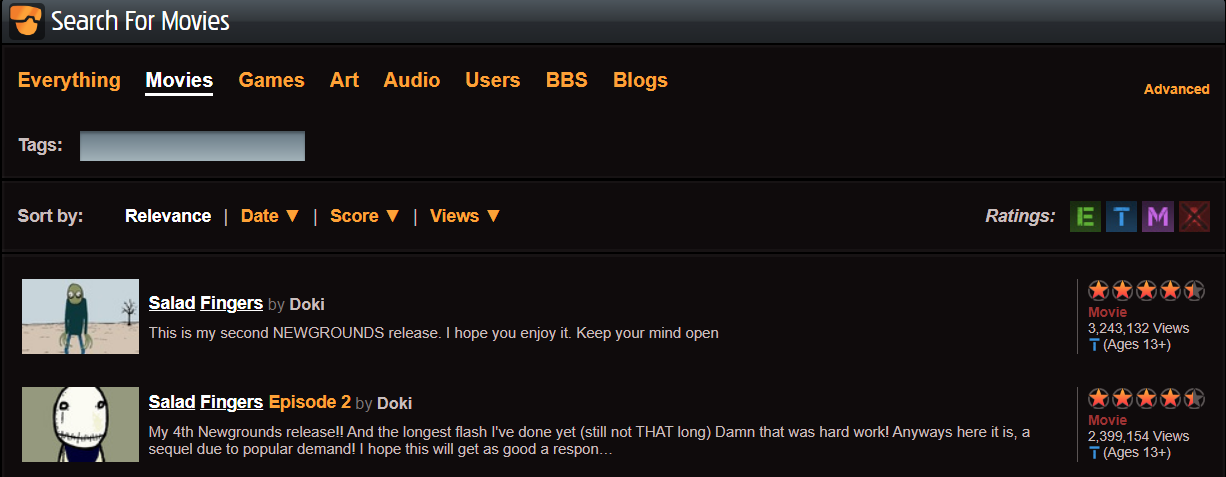 Search For Movies
Everything Movies Games Art Audio Users BBS Blogs
Advanced
Tags:
Sort by: Relevance | Date ▼ | Score ▼ | Views ▼ Ratings: E T M X
Salad Fingers by Doki
This is my second NEWGROUNDS release. I hope you enjoy it. Keep your mind open
Movie
3,243,132 Views
T (Ages 13+)
Salad Fingers Episode 2 by Doki
My 4th Newgrounds release!! And the longest flash I've done yet (still not THAT long) Damn that was hard work! Anyways here it is, a
sequel due to popular demand! I hope this will get as good a respon...
Movie
2,399,154 Views
T (Ages 13+)